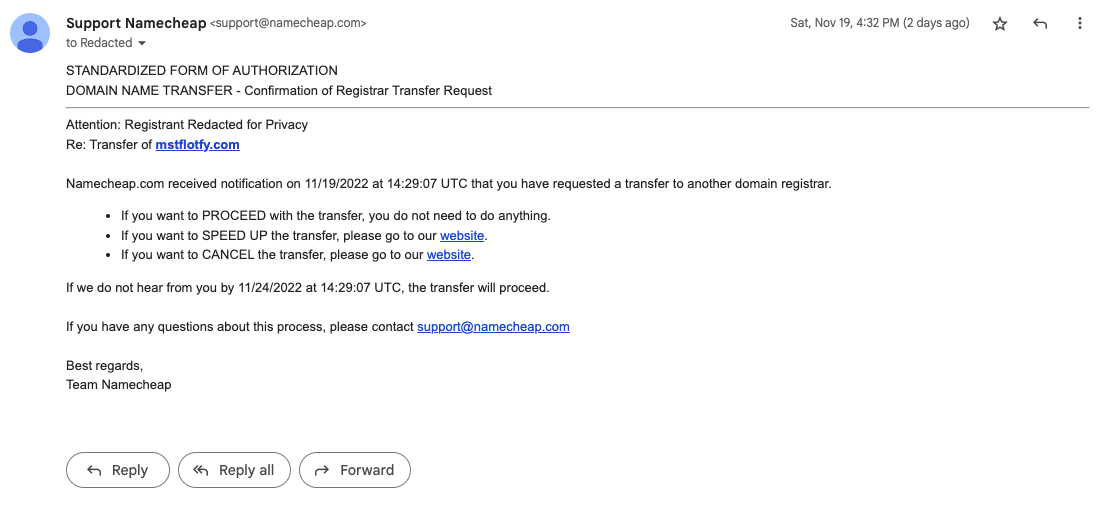 Support Namecheap <support@namecheap.com>
Sat, Nov 19, 4:32 PM (2 days ago)
to Redacted
STANDARDIZED FORM OF AUTHORIZATION
DOMAIN NAME TRANSFER - Confirmation of Registrar Transfer Request
Attention: Registrant Redacted for Privacy
Re: Transfer of mstflotfy.com
Namecheap.com received notification on 11/19/2022 at 14:29:07 UTC that you have requested a transfer to another domain registrar.
• If you want to PROCEED with the transfer, you do not need to do anything.
• If you want to SPEED UP the transfer, please go to our website.
• If you want to CANCEL the transfer, please go to our website.
If we do not hear from you by 11/24/2022 at 14:29:07 UTC, the transfer will proceed.
If you have any questions about this process, please contact support@namecheap.com
Best regards,
Team Namecheap
Reply
Reply all
Forward